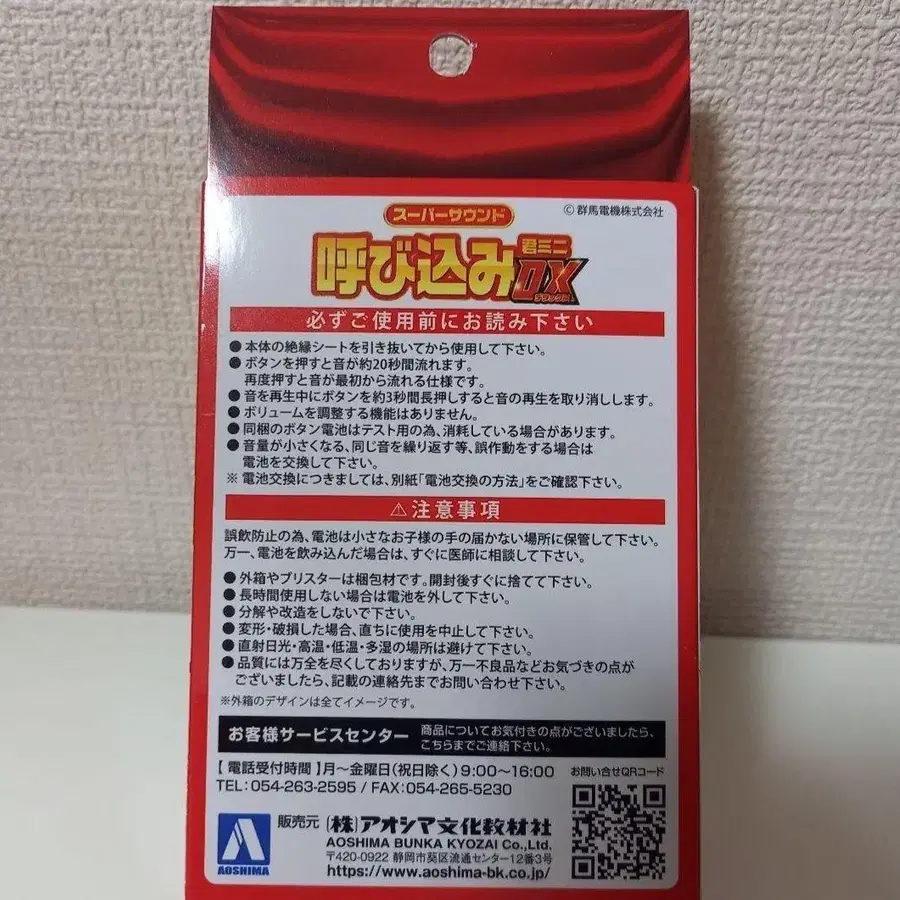 スーパーサウンド
©群馬電機株式会社
呼び込み君ミニDX
デラックス
必ずご使用前にお読み下さい
●本体の絶縁シートを引き抜いてから使用して下さい。
●ボタンを押すと音が約20秒間流れます。
再度押すと音が最初から流れる仕様です。
●音を再生中にボタンを約3秒間長押しすると音の再生を取り消しします。
●ボリュームを調整する機能はありません。
●同梱のボタン電池はテスト用の為、消耗している場合があります。
●音量が小さくなる、同じ音を繰り返す等、誤作動をする場合は
電池を交換して下さい。
※電池交換につきましては、別紙「電池交換の方法」をご確認下さい。
⚠注意事項
誤飲防止の為、電池は小さなお子様の手の届かない場所に保管して下さい。
万一、電池を飲み込んだ場合は、すぐに医師に相談して下さい。
●外箱やブリスターは梱包材です。開封後すぐに捨てて下さい。
●長時間使用しない場合は電池を外して下さい。
●分解や改造をしないで下さい。
●変形・破損した場合、直ちに使用を中止して下さい。
●直射日光・高温・低温・多湿の場所は避けて下さい。
●品質には万全を尽くしておりますが、万一不良品などお気づきの点が
ございましたら、記載の連絡先までお問い合わせ下さい。
※外箱のデザインは全てイメージです。
お客様サービスセンター
商品についてお気付きの点がございましたら、
こちらまでご連絡下さい。
【電話受付時間】月～金曜日(祝日除く)9:00～16:00
お問い合せQRコード
TEL:054-263-2595 / FAX:054-265-5230
AOSHIMA
販売元 (株)アオシマ文化教材社
AOSHIMA BUNKA KYOZAI Co.,Ltd.
〒420-0922 静岡市葵区流通センター12番3号
https://www.aoshima-bk.co.jp/